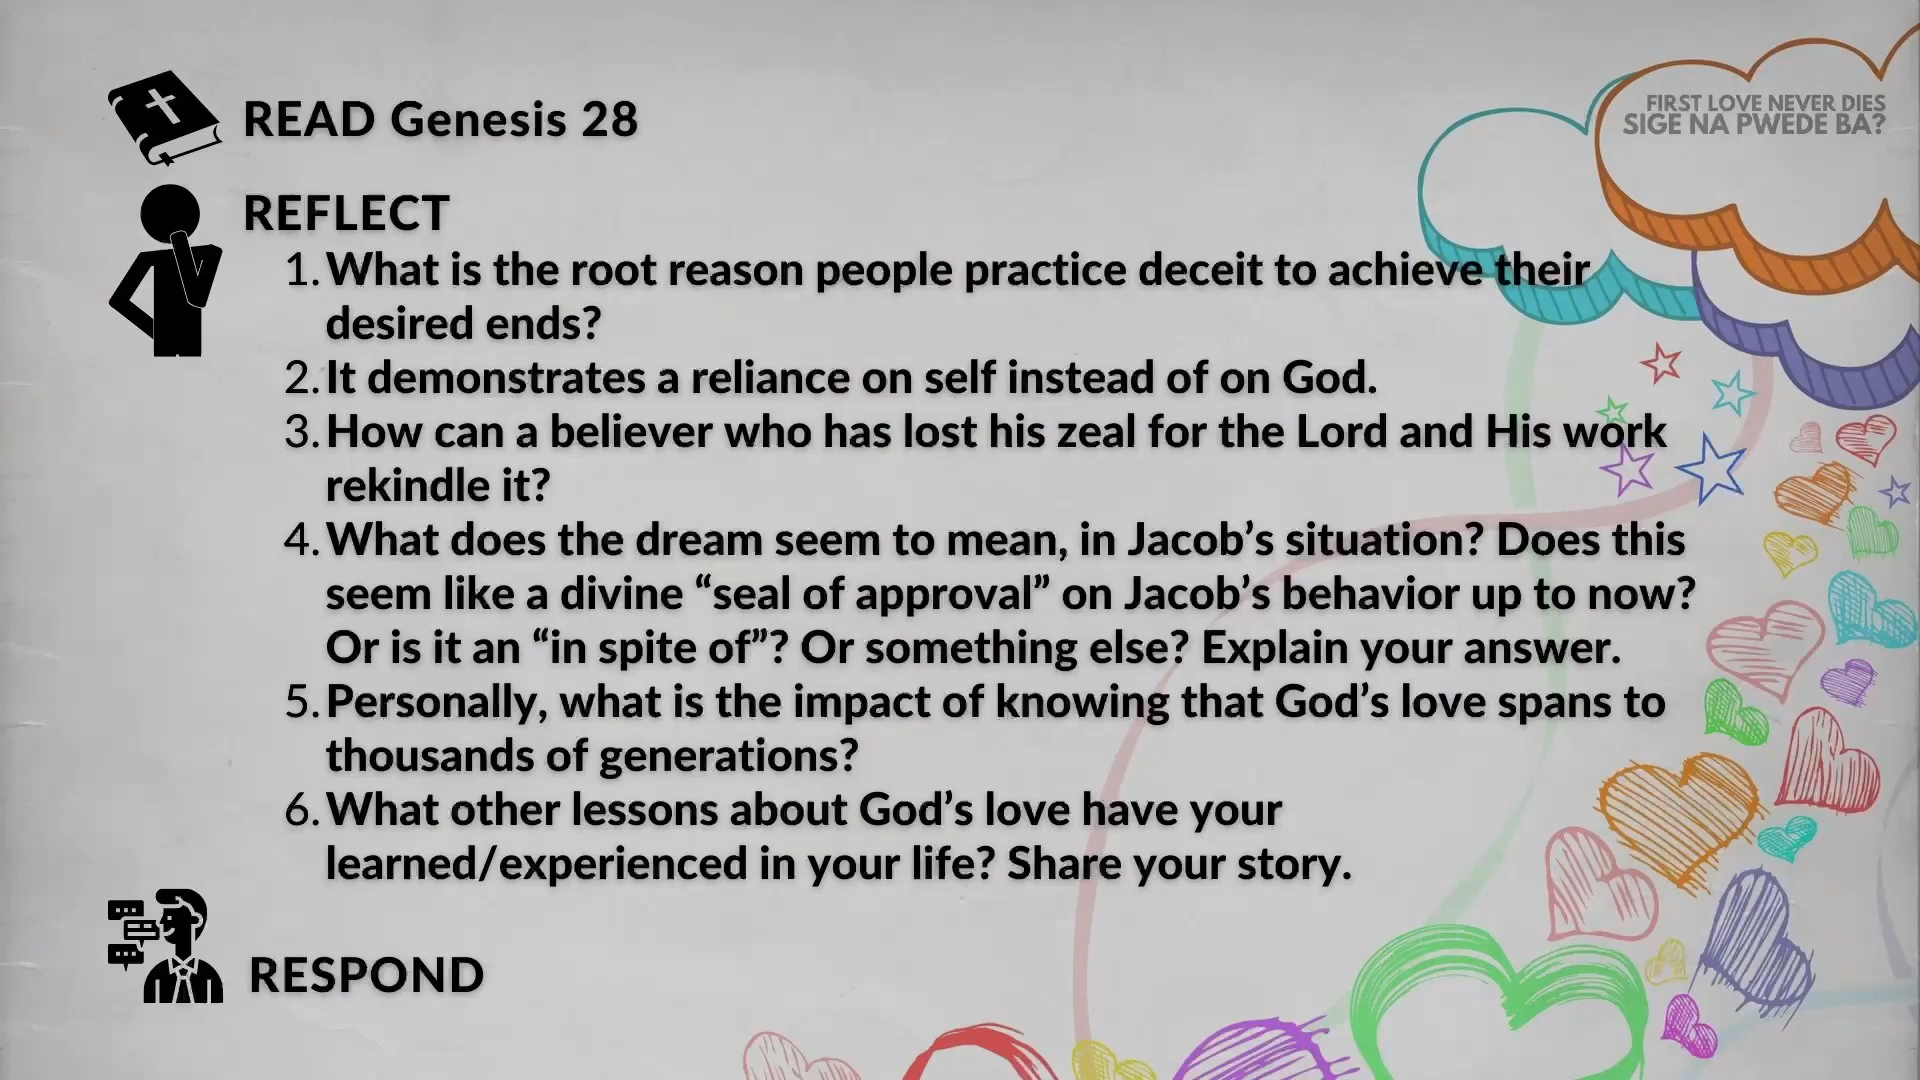 FIRST LOVE NEVER DIES
SIGE NA PWEDE BA?
READ Genesis 28
REFLECT
1. What is the root reason people practice deceit to achieve their
desired ends?
2. It demonstrates a reliance on self instead of on God.
3. How can a believer who has lost his zeal for the Lord and His work
rekindle it?
4. What does the dream seem to mean, in Jacob’s situation? Does this
seem like a divine “seal of approval” on Jacob’s behavior up to now?
Or is it an “in spite of”? Or something else? Explain your answer.
5. Personally, what is the impact of knowing that God’s love spans to
thousands of generations?
6. What other lessons about God’s love have your
learned/experienced in your life? Share your story.
RESPOND